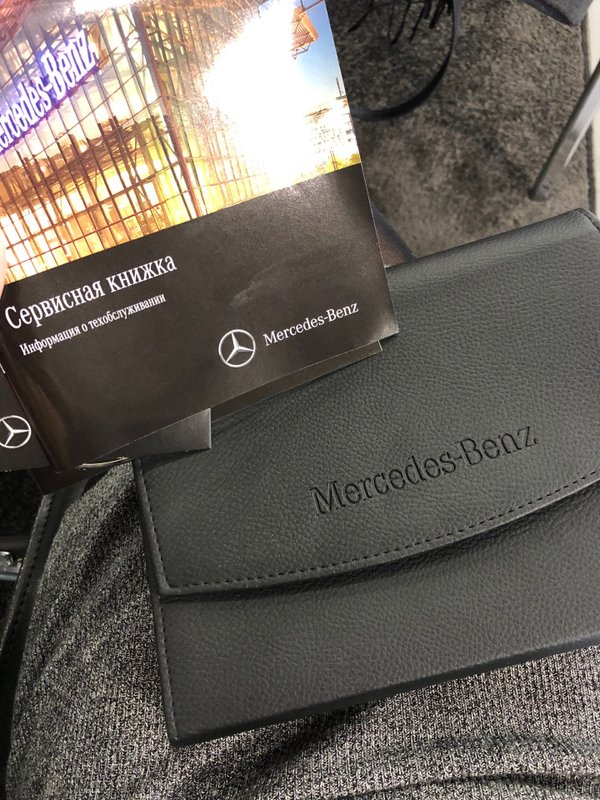 Mercedes-Benz
Сервисная книжка
Информация о техобслуживании
Mercedes-Benz
Mercedes-Benz